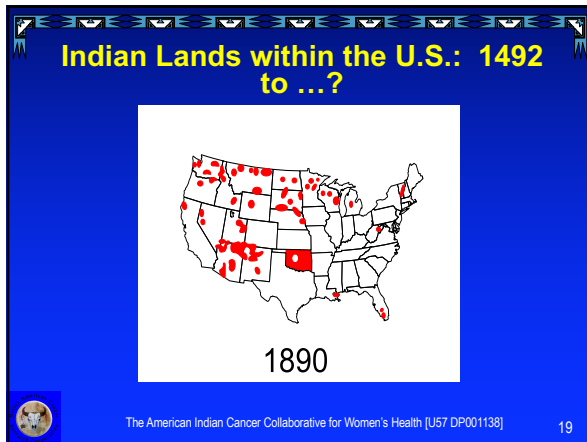 Indian Lands within the U.S.: 1492
to ...?
1890
The American Indian Cancer Collaborative for Women's Health [U57 DP001138]
19